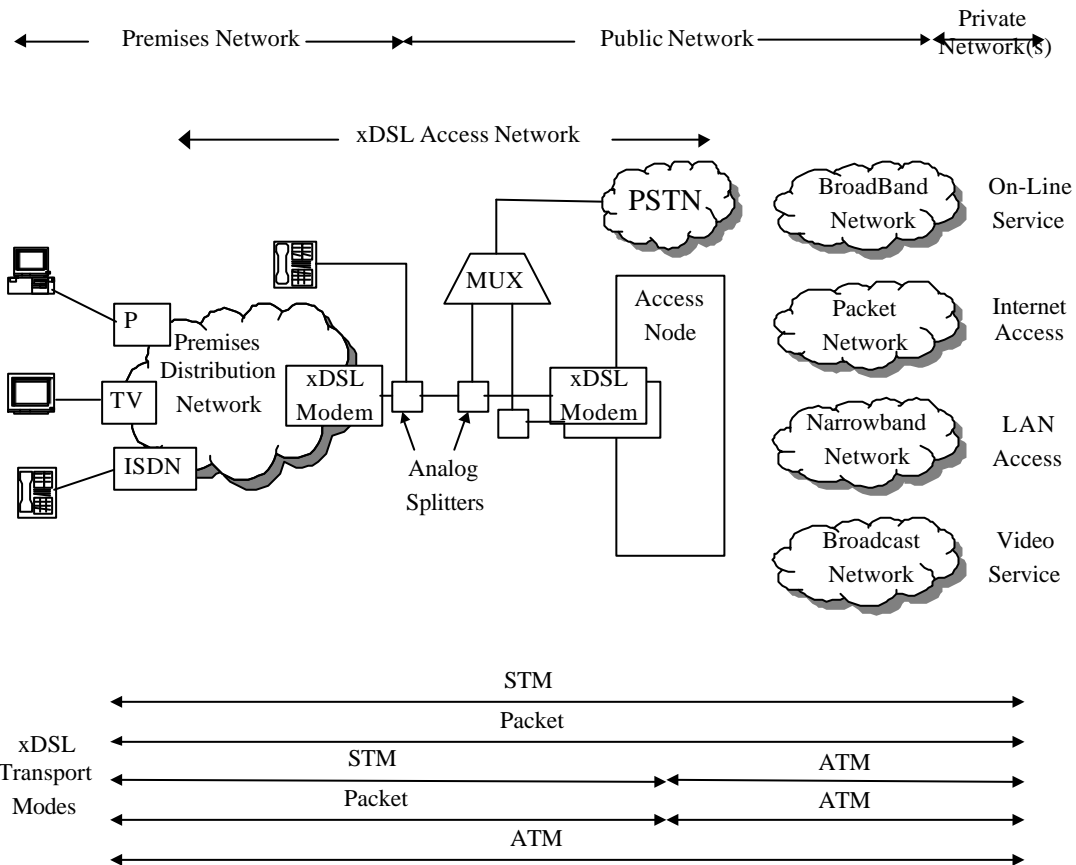 Private
Premises Network
Public Network
Network(s)
xDSL Access Network
PSTN
BroadBand
Network
On-Line
Service
MUX
Access
Node
P
Premises
Distribution
Network
Packet
Network
Internet
Access
TV
xDSL
Modem
xDSL
Modem
ISDN
Analog
Splitters
Narrowband
Network
LAN
Access
Broadcast
Network
Video
Service
STM
Packet
xDSL
Transport
Modes
STM
ATM
Packet
ATM
ATM